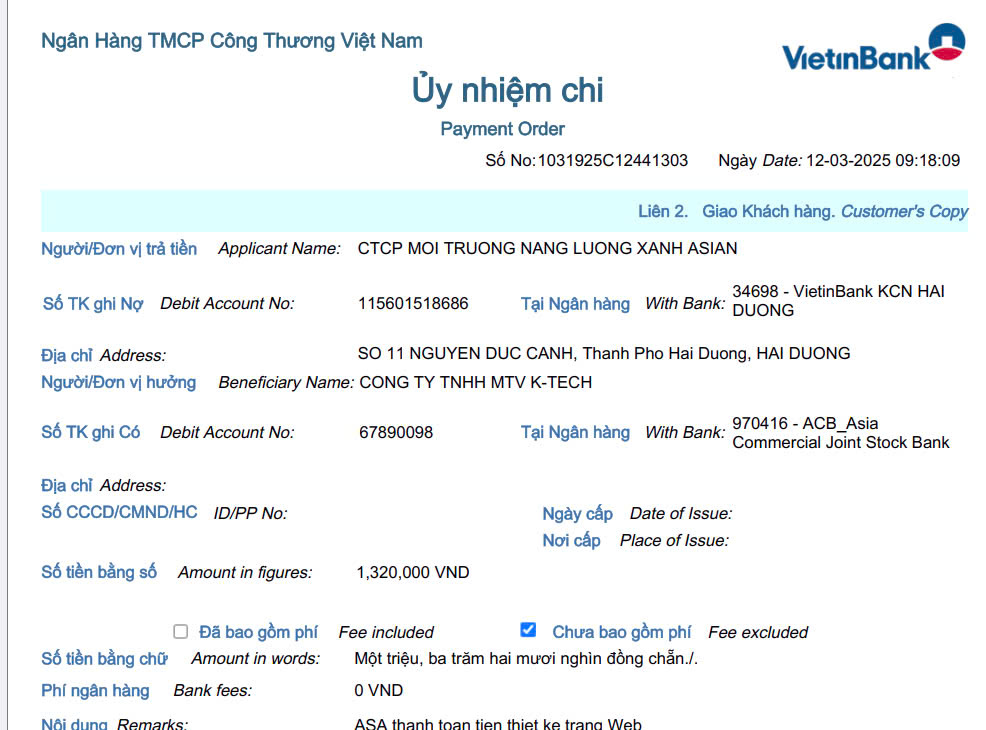 Ngân Hàng TMCP Công Thương Việt Nam
VietinBank
Ủy nhiệm chi
Payment Order
Số No: 1031925C12441303 Ngày Date: 12-03-2025 09:18:09
Liên 2. Giao Khách hàng. Customer's Copy
Người/Đơn vị trả tiền Applicant Name: CTCP MOI TRUONG NANG LUONG XANH ASIAN
Số TK ghi Nợ Debit Account No: 115601518686 Tại Ngân hàng With Bank: 34698 - VietinBank KCN HAI
DUONG
Địa chỉ Address: SO 11 NGUYEN DUC CANH, Thanh Pho Hai Duong, HAI DUONG
Người/Đơn vị hưởng Beneficiary Name: CONG TY TNHH MTV K-TECH
Số TK ghi Có Debit Account No: 67890098 Tại Ngân hàng With Bank: 970416 - ACB_Asia
Commercial Joint Stock Bank
Địa chỉ Address:
Số CCCD/CMND/HC ID/PP No: Ngày cấp Date of Issue:
Nơi cấp Place of Issue:
Số tiền bằng số Amount in figures: 1,320,000 VND
Đã bao gồm phí Fee included Chưa bao gồm phí Fee excluded
Số tiền bằng chữ Amount in words: Một triệu, ba trăm hai mươi nghìn đồng chẵn./.
Phí ngân hàng Bank fees: 0 VND
Nội dung Remarks: ASA thanh toan tien thiet ke trang Web